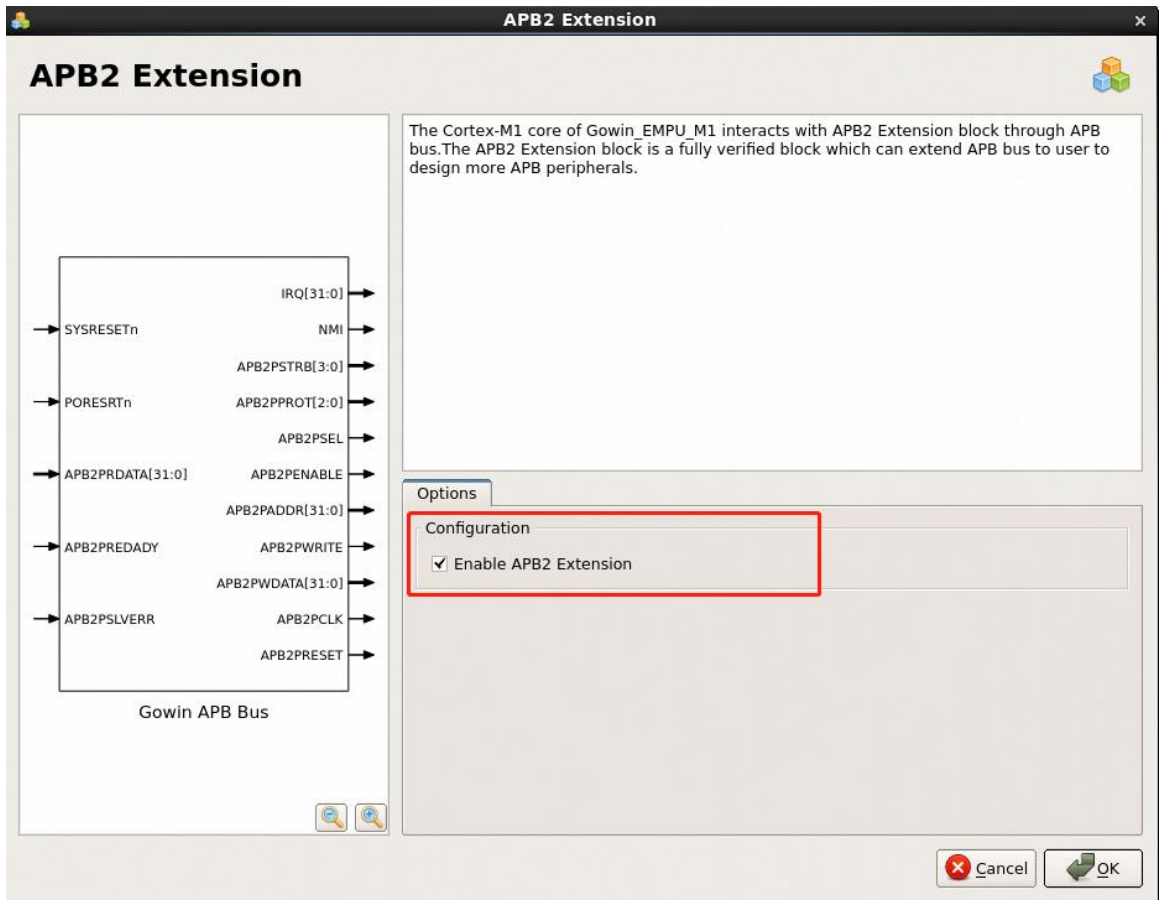 APB2 Extension
APB2 Extension
The Cortex-M1 core of Gowin_EMPU_M1 interacts with APB2 Extension block through APB
bus.The APB2 Extension block is a fully verified block which can extend APB bus to user to
design more APB peripherals.
IRQ[31:0]
SYSRESETn
NMI
APB2PSTRB[3:0]
PORESRTn
APB2PPROT[2:0]
APB2PSEL
APB2PRDATA[31:0]
APB2PENABLE
APB2PADDR[31:0]
APB2PREDADY
APB2PWRITE
APB2PWDATA[31:0]
APB2PSLVERR
APB2PCLK
APB2PRESET
Gowin APB Bus
Options
Configuration
Enable APB2 Extension
Cancel
OK